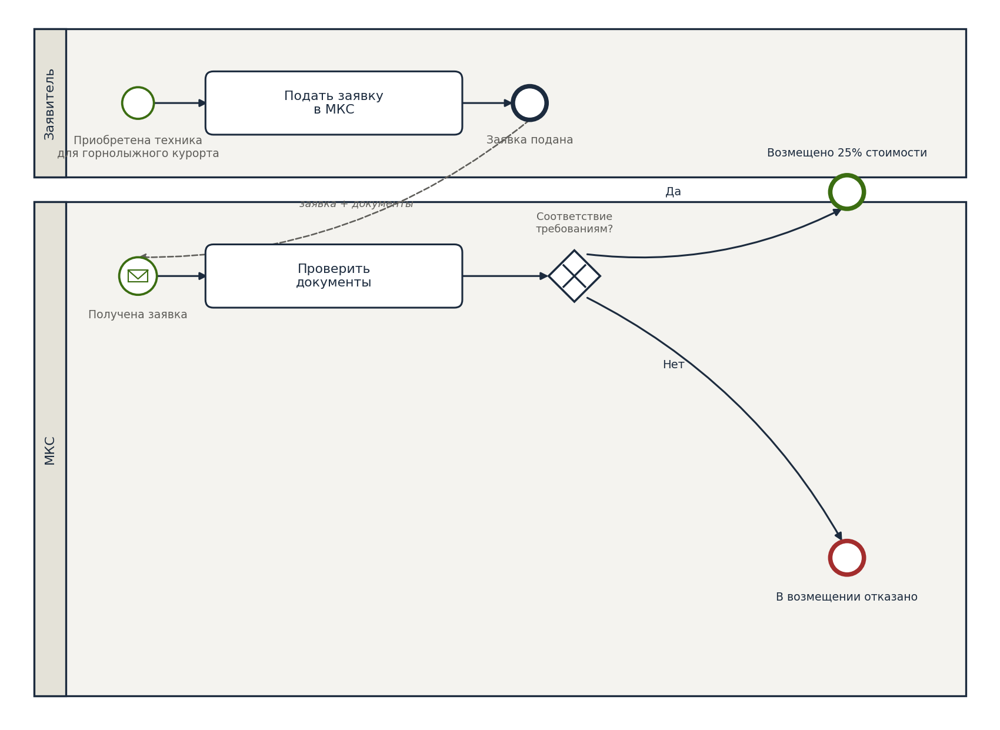 Заявитель
Подать заявку
в МКС
Приобретена техника
для горнолыжного курорта
Заявка подана
Возмещено 25% стоимости
Да
заявка + документы
Соответствие
требованиям?
МКС
Проверить
документы
Получена заявка
Нет
В возмещении отказано